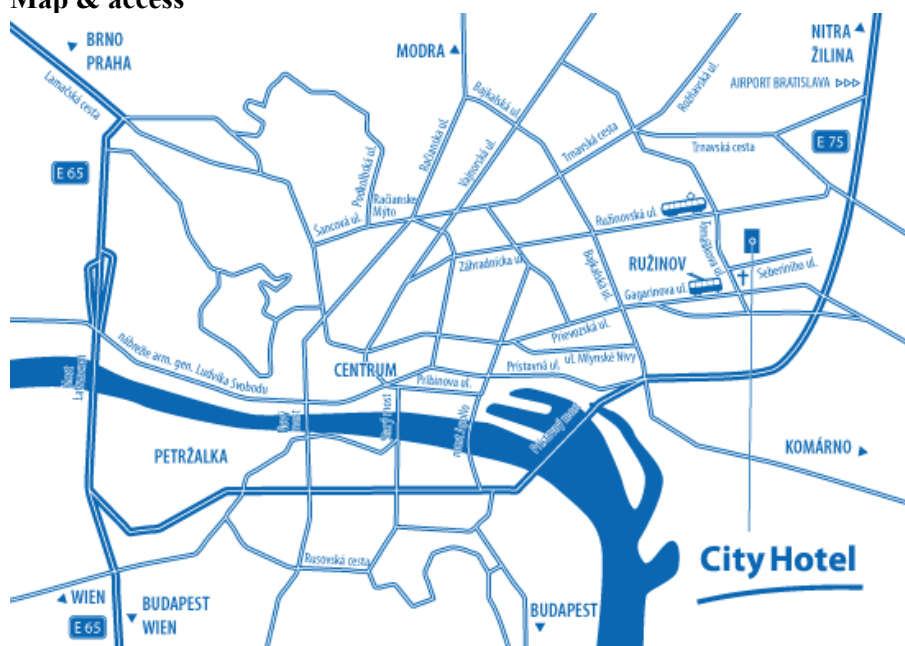 Map & access
BRNO
PRAHA
MODRA
NITRA
ŽILINA
AIRPORT BRATISLAVA
Lamačská cesta
Bajkalská ul.
Rožňavská ul.
E 65
E 75
Trnavská cesta
Trnavská cesta
Račianska ul.
Vajnorská ul.
Podkolibská ul.
Račianske
Mýto
Šancová ul.
Ružinovská ul.
Tomášikova ul.
Záhradnícka ul.
Bajkalská ul.
RUŽINOV
Seberíniho ul.
Gagarinova ul.
Prievozská ul.
nábrežie arm. gen. Ludvíka Svobodu
CENTRUM
Prístavná ul.
ul. Mlynské Nivy
Pribinova ul.
most
Lafranconi
Nový
most
Starý most
most Apollo
Prístavný most
PETRŽALKA
KOMÁRNO
Rusovská cesta
City Hotel
WIEN
BUDAPEST
WIEN
E 65
BUDAPEST